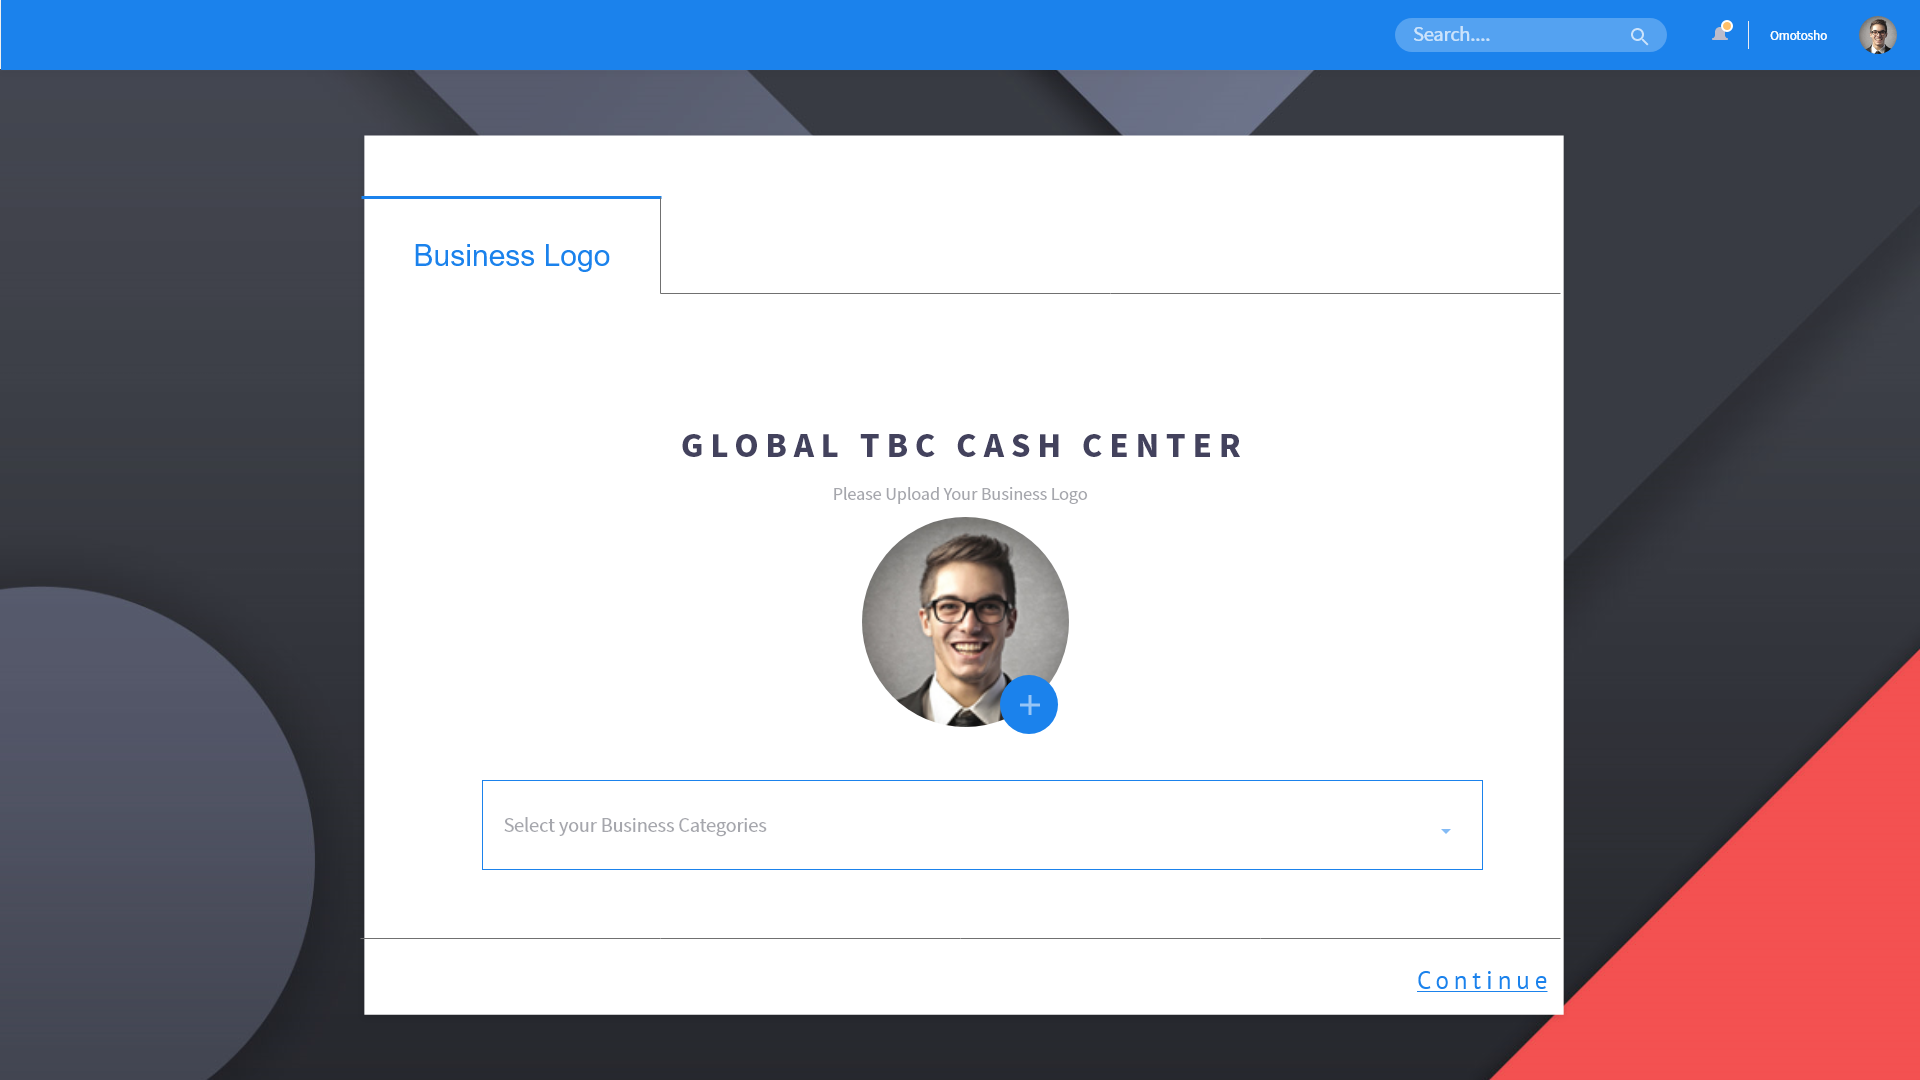 Search....
Omotosho
Business Logo
GLOBAL TBC CASH CENTER
Please Upload Your Business Logo
Select your Business Categories
Continue